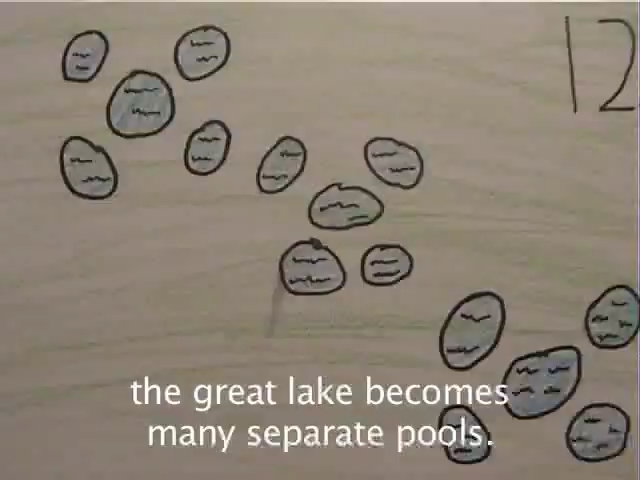 12
the great lake becomes
many separate pools.